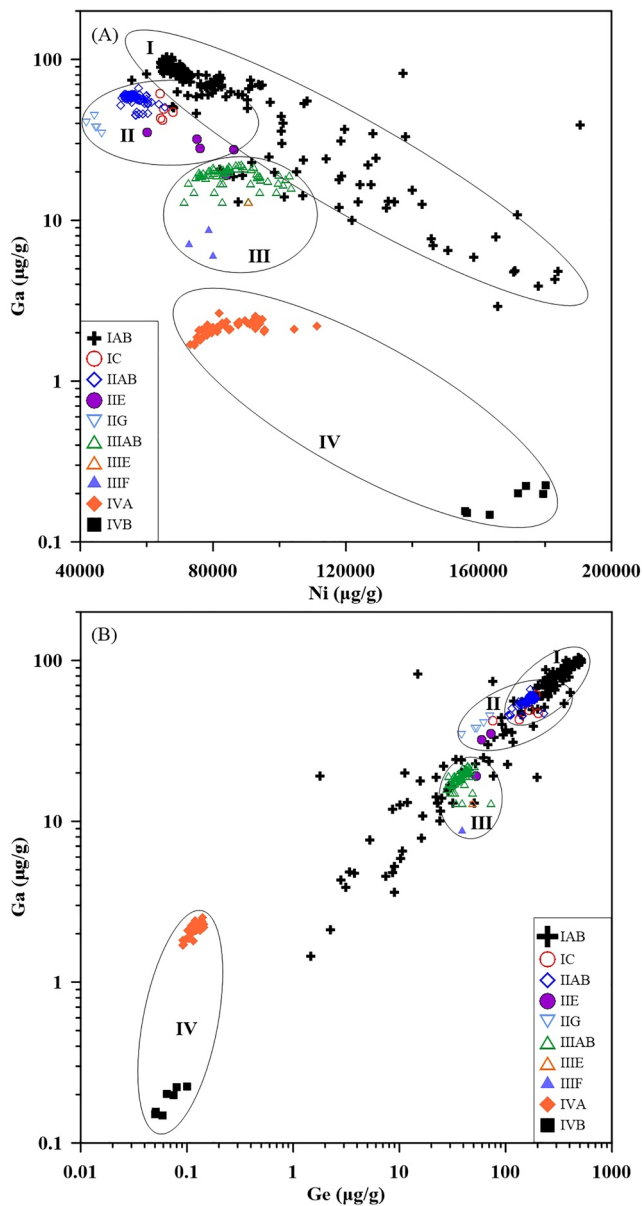 (A)
I
II
III
IV
100
10
1
0.1
Ga (µg/g)
IAB
IC
IIAB
IIE
IIG
IIIAB
IIIE
IIIF
IVA
IVB
40000 80000 120000 160000 200000
Ni (µg/g)
(B)
I
II
III
IV
100
10
1
0.1
Ga (µg/g)
IAB
IC
IIAB
IIE
IIG
IIIAB
IIIE
IIIF
IVA
IVB
0.01 0.1 1 10 100 1000
Ge (µg/g)